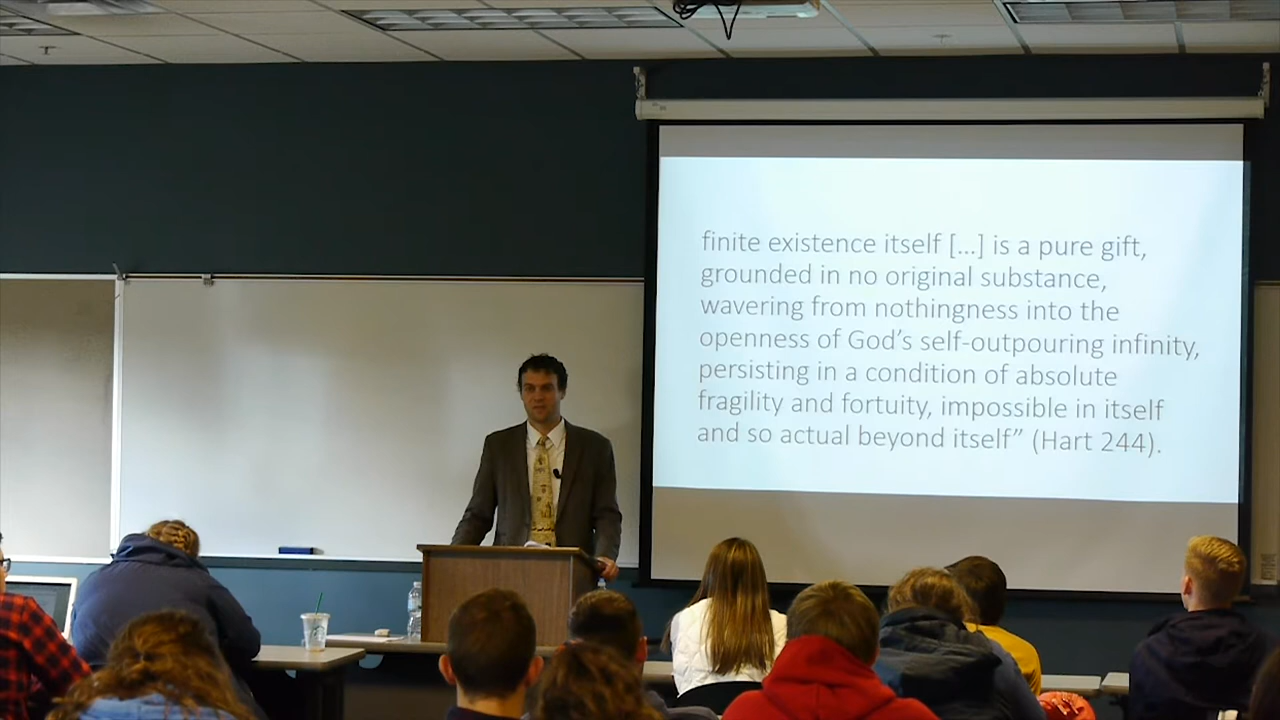 finite existence itself [...] is a pure gift,
grounded in no original substance,
wavering from nothingness into the
openness of God's self-outpouring infinity,
persisting in a condition of absolute
fragility and fortuity, impossible in itself
and so actual beyond itself” (Hart 244).